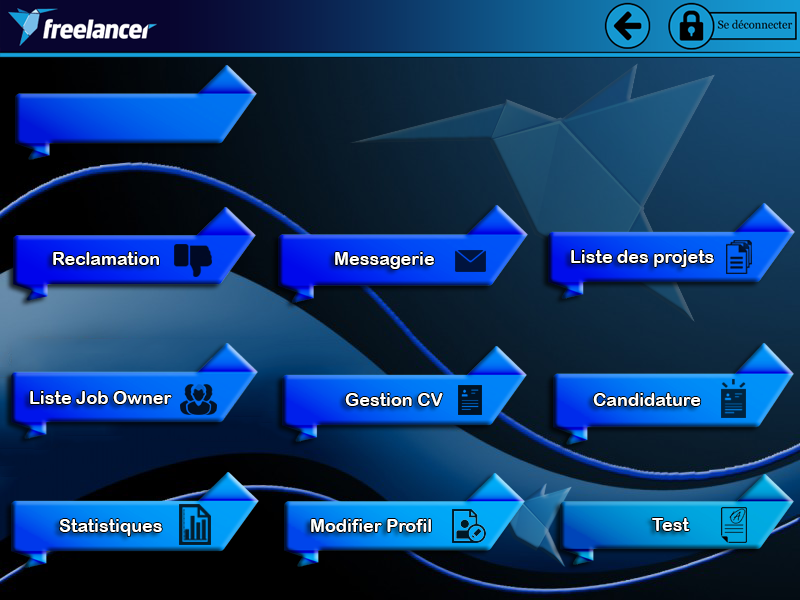 freelancer
Se déconnecter
Reclamation
Messagerie
Liste des projets
Liste Job Owner
Gestion CV
Candidature
Statistiques
Modifier Profil
Test